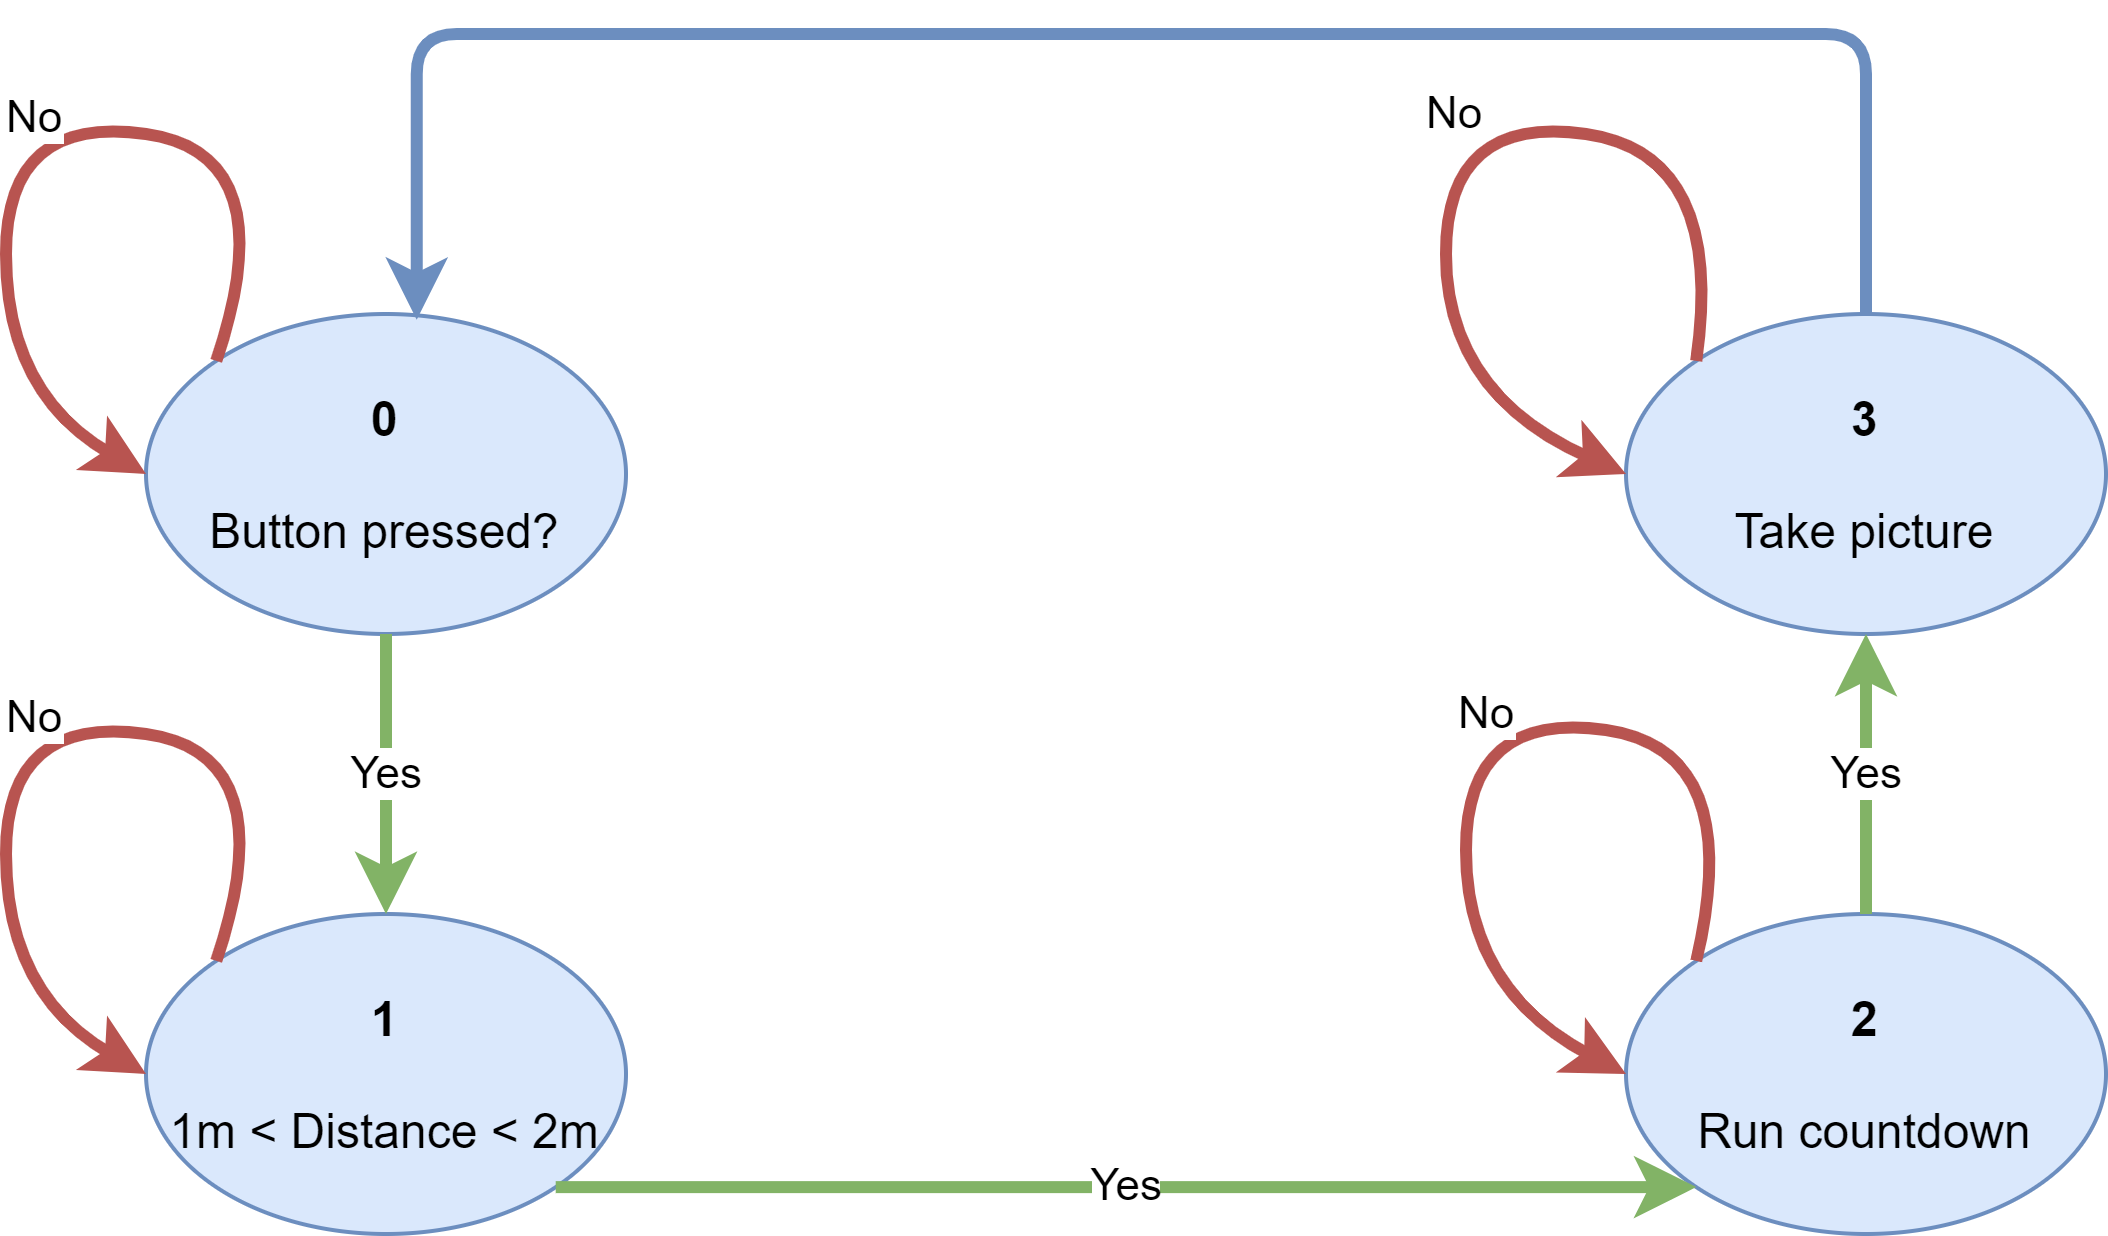 No
No
0
3
Button pressed?
Take picture
No
No
Yes
Yes
1
2
1m < Distance < 2m
Run countdown
Yes